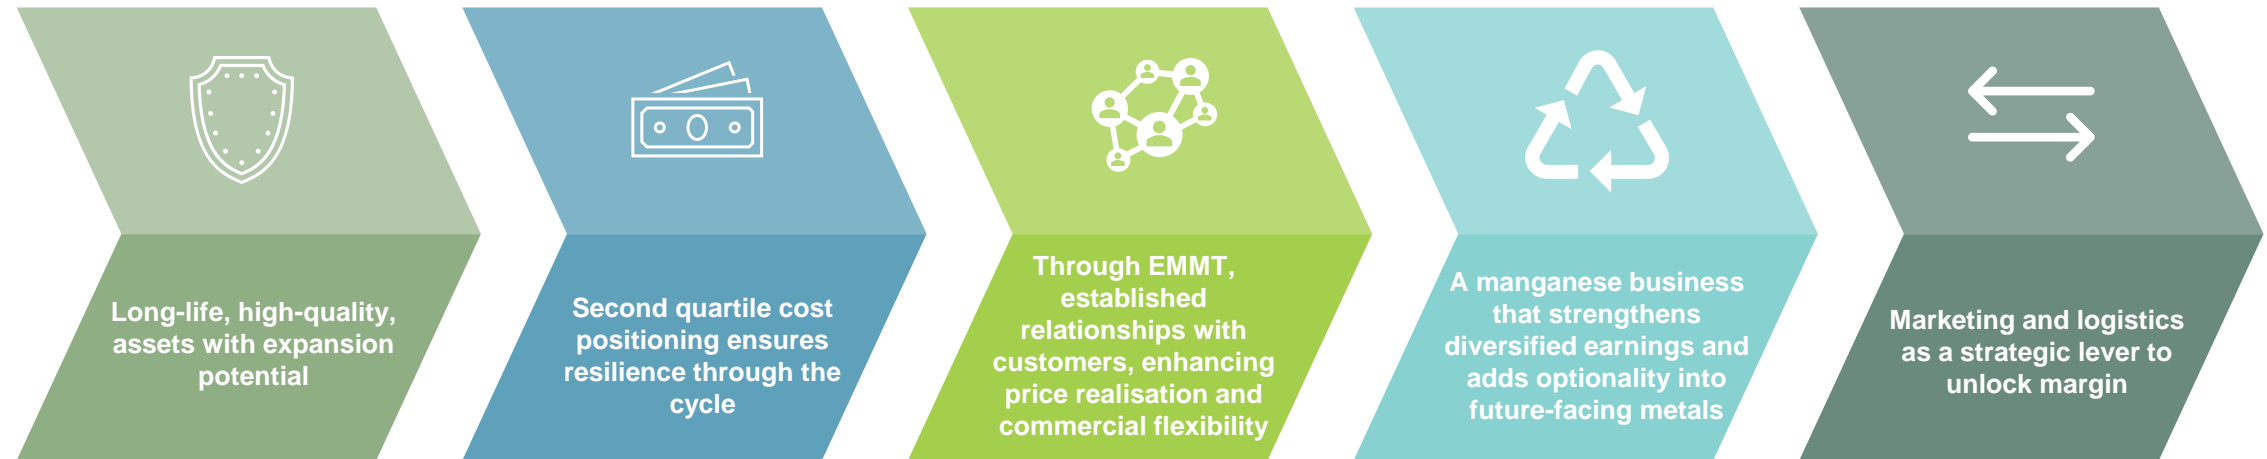 Long-life, high-quality,
assets with expansion
potential
Second quartile cost
positioning ensures
resilience through the
cycle
Through EMMT,
established
relationships with
customers, enhancing
price realisation and
commercial flexibility
A manganese business
that strengthens
diversified earnings and
adds optionality into
future-facing metals
Marketing and logistics
as a strategic lever to
unlock margin